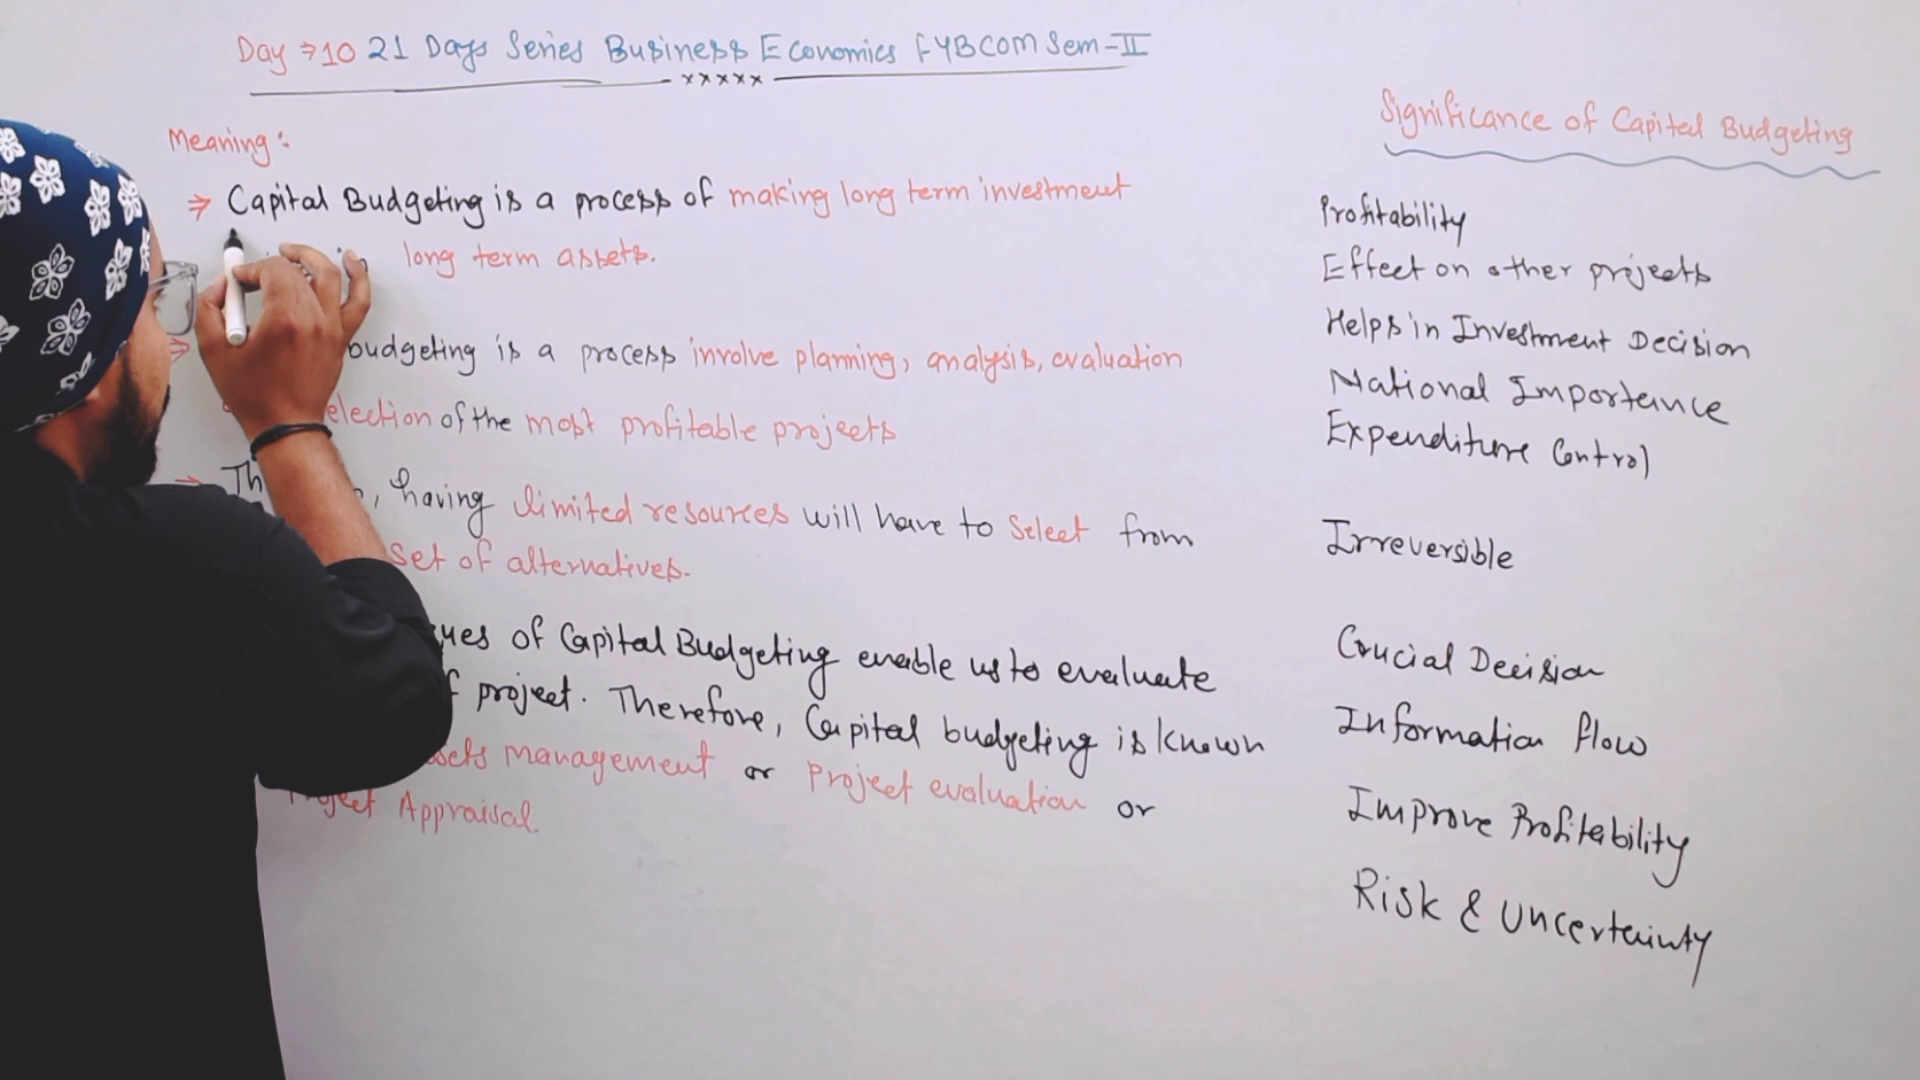 Day ⇒ 10 21 Days Series Business Economics FYBCOM Sem-II
xxxxx
Meaning:
⇒ Capital Budgeting is a process of making long term investment
long term assets.
budgeting is a process involve planning, analysis, evaluation
election of the most profitable projects
Th , having limited resources will have to select from
set of alternatives.
ques of Capital Budgeting enable us to evaluate
f project. Therefore, Capital budgeting is known
sets management or Project evaluation or
Project Appraisal.
Significance of Capital Budgeting
Profitability
Effect on other projects
Helps in Investment Decision
National Importance
Expenditure Control
Irreversible
Crucial Decision
Information flow
Improve Profitability
Risk & Uncertainty